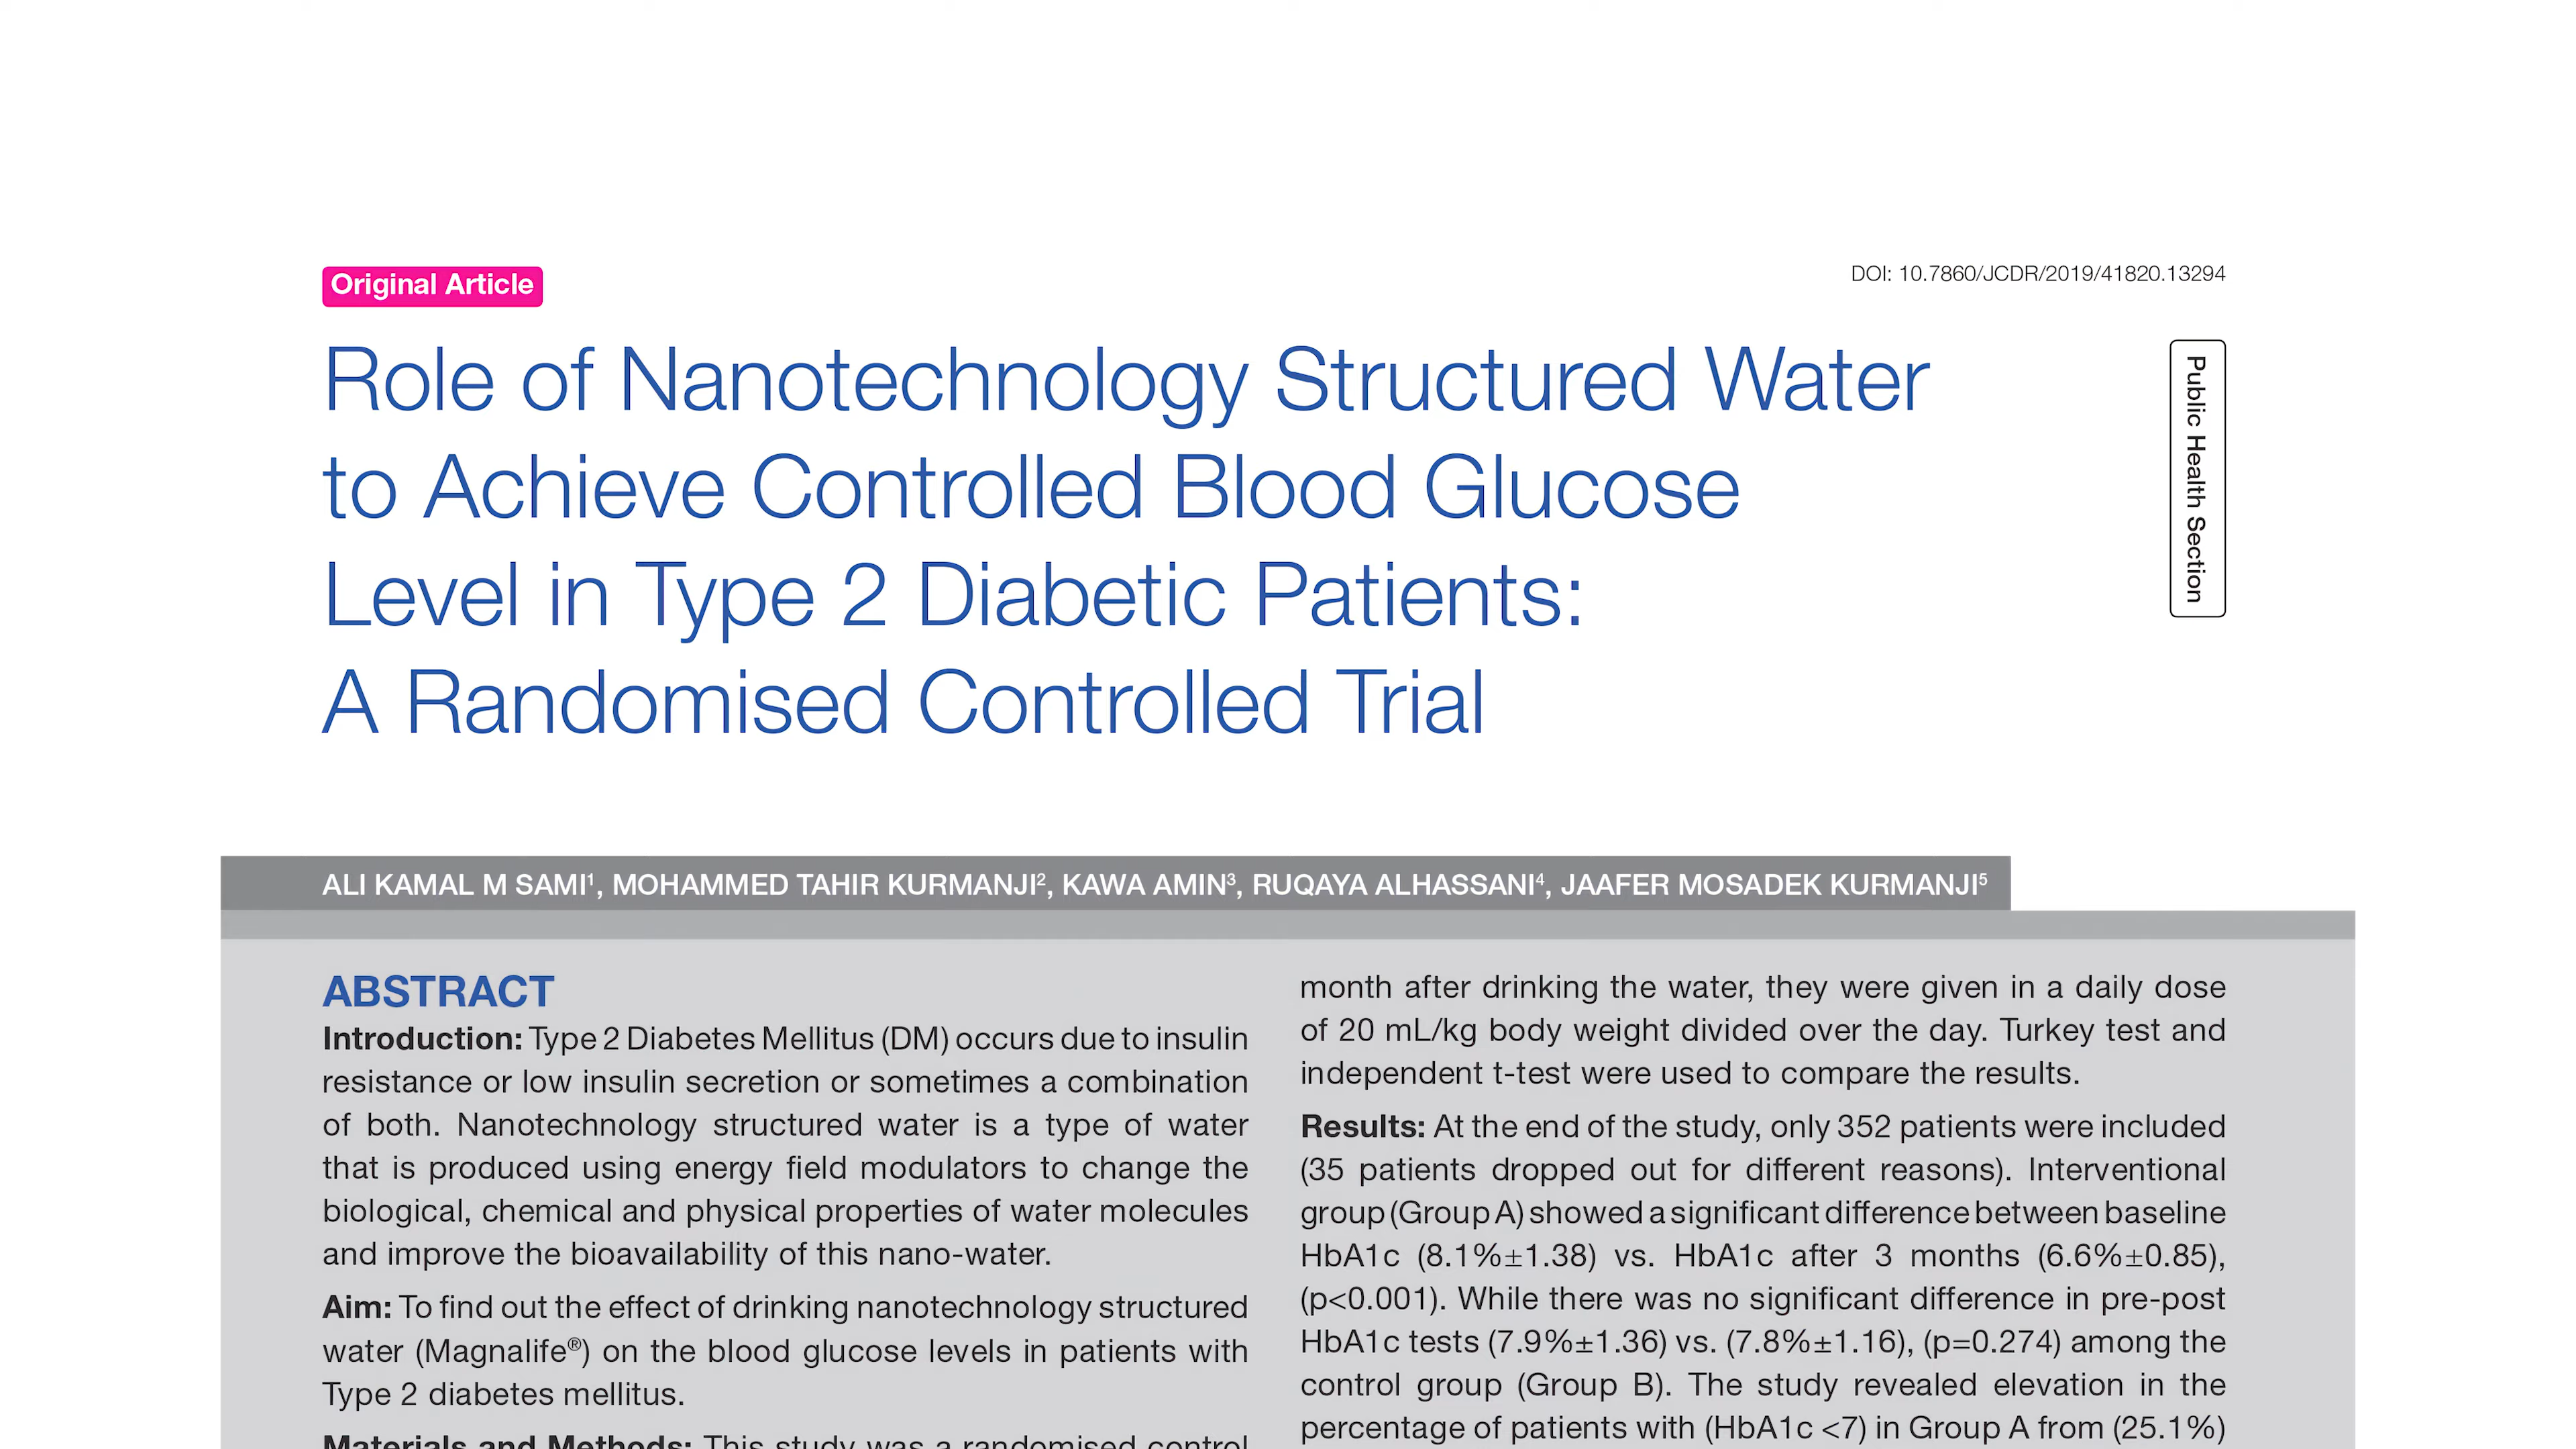 Original Article
DOI: 10.7860/JCDR/2019/41820.13294
Role of Nanotechnology Structured Water
to Achieve Controlled Blood Glucose
Level in Type 2 Diabetic Patients:
A Randomised Controlled Trial
Public Health Section
ALI KAMAL M SAMI¹, MOHAMMED TAHIR KURMANJI², KAWA AMIN³, RUQAYA ALHASSANI⁴, JAAFER MOSADEK KURMANJI⁵
ABSTRACT
Introduction: Type 2 Diabetes Mellitus (DM) occurs due to insulin
resistance or low insulin secretion or sometimes a combination
of both. Nanotechnology structured water is a type of water
that is produced using energy field modulators to change the
biological, chemical and physical properties of water molecules
and improve the bioavailability of this nano-water.
Aim: To find out the effect of drinking nanotechnology structured
water (Magnalife®) on the blood glucose levels in patients with
Type 2 diabetes mellitus.
Materials and Methods: This study was a randomised control
month after drinking the water, they were given in a daily dose
of 20 mL/kg body weight divided over the day. Turkey test and
independent t-test were used to compare the results.
Results: At the end of the study, only 352 patients were included
(35 patients dropped out for different reasons). Interventional
group (Group A) showed a significant difference between baseline
HbA1c (8.1%±1.38) vs. HbA1c after 3 months (6.6%±0.85),
(p<0.001). While there was no significant difference in pre-post
HbA1c tests (7.9%±1.36) vs. (7.8%±1.16), (p=0.274) among the
control group (Group B). The study revealed elevation in the
percentage of patients with (HbA1c <7) in Group A from (25.1%)